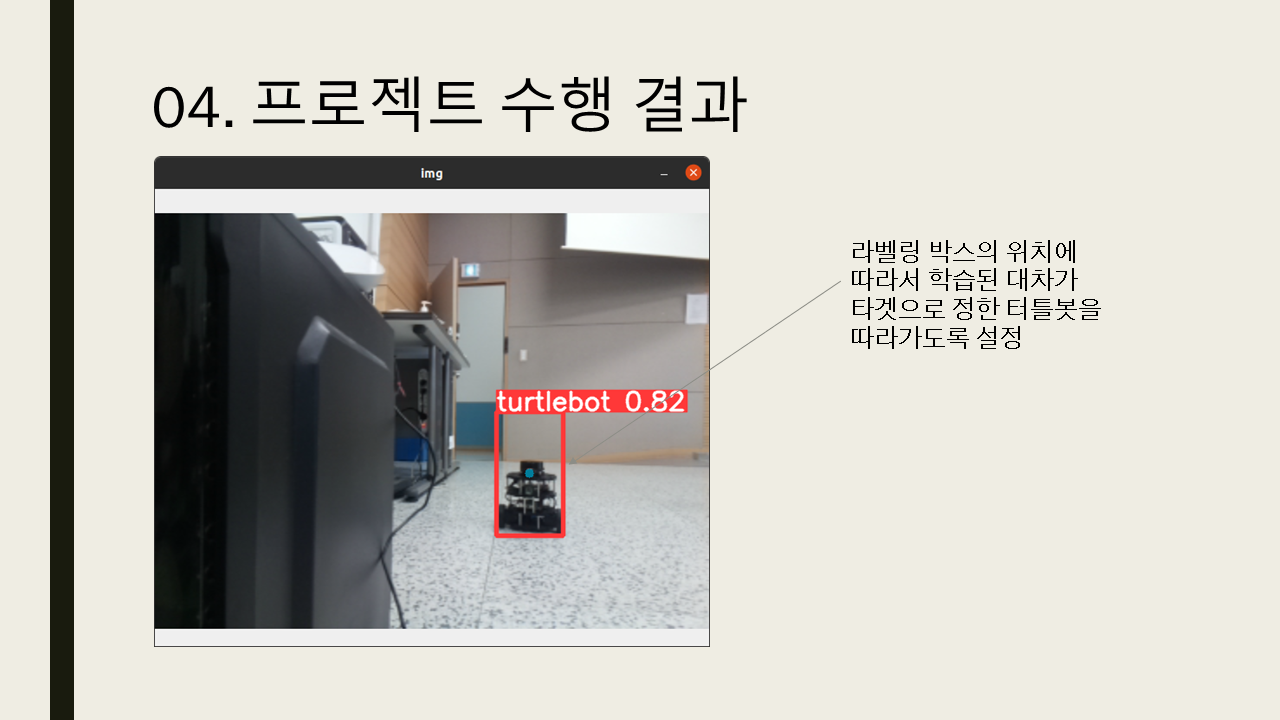 04. 프로젝트 수행 결과
img
라벨링 박스의 위치에
따라서 학습된 대차가
타겟으로 정한 터틀봇을
따라가도록 설정
turtlebot 0.82